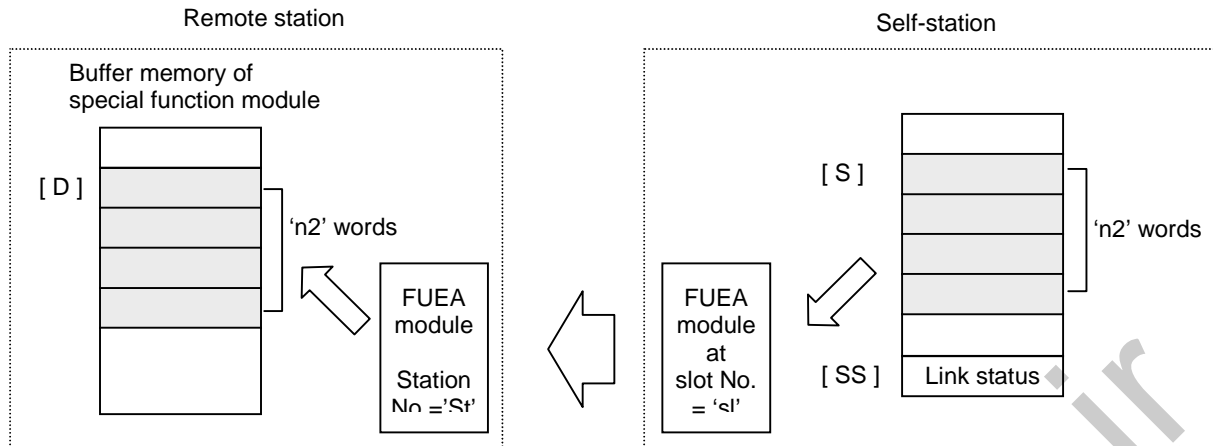 Remote station
Self-station
Buffer memory of
special function module
[ D ]
‘n2’ words
FUEA
module
Station
No.=‘St’
[ S ]
‘n2’ words
FUEA
module
at
slot No.
= ‘sl’
[ SS ]
Link status
ir